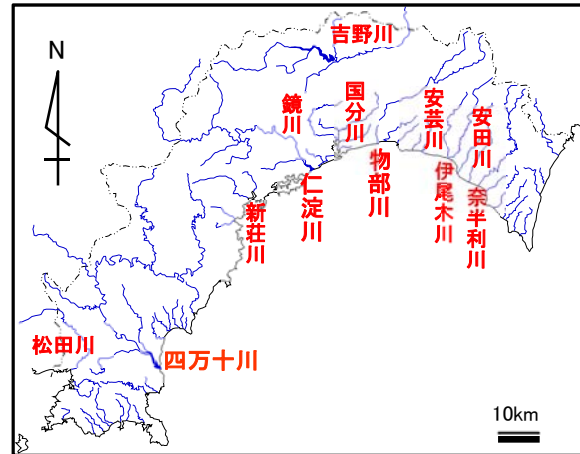 N
吉野川
鏡川
国分川
安芸川
安田川
物部川
伊尾木川
奈半利川
仁淀川
新荘川
松田川
四万十川
10km